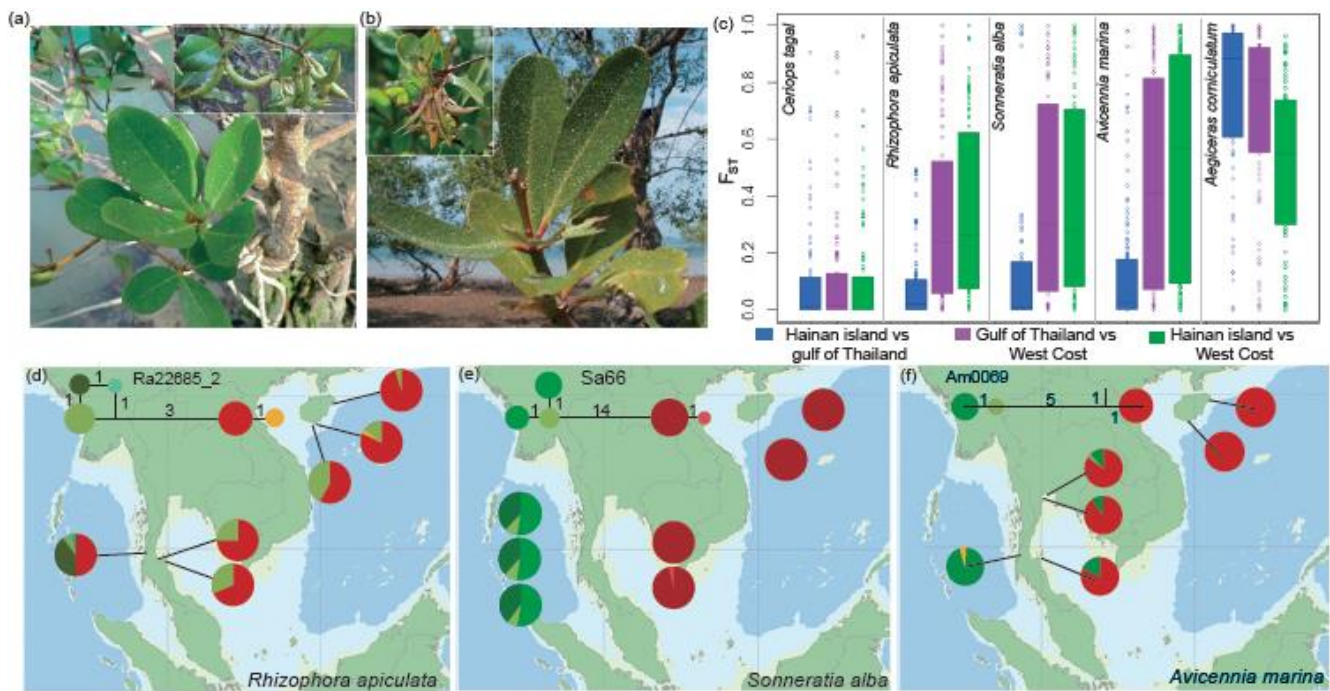 (a)
(b)
(c)
F_ST
0.0 0.2 0.4 0.6 0.8 1.0
Ceriops tagal
Rhizophora apiculata
Sonneratia alba
Avicennia marina
Aegiceras corniculatum
Hainan island vs
gulf of Thailand
Gulf of Thailand vs
West Cost
Hainan island vs
West Cost
(d)
1
Ra22685_2
1
1
3
1
Rhizophora apiculata
(e)
Sa66
1
1
14
1
Sonneratia alba
(f)
Am0069
1
5
1
1
Avicennia marina